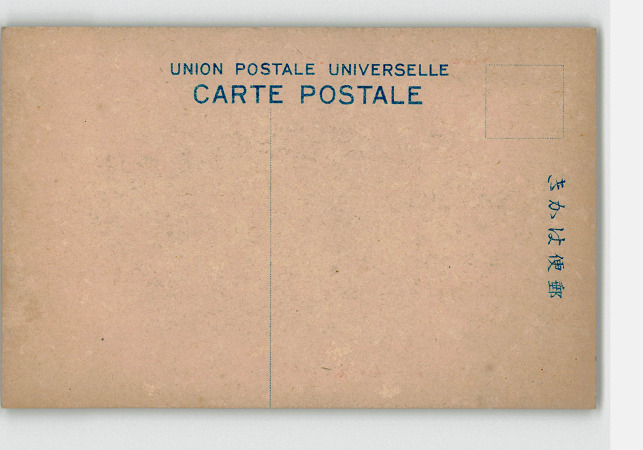 UNION POSTALE UNIVERSELLE
CARTE POSTALE
きかは便郵